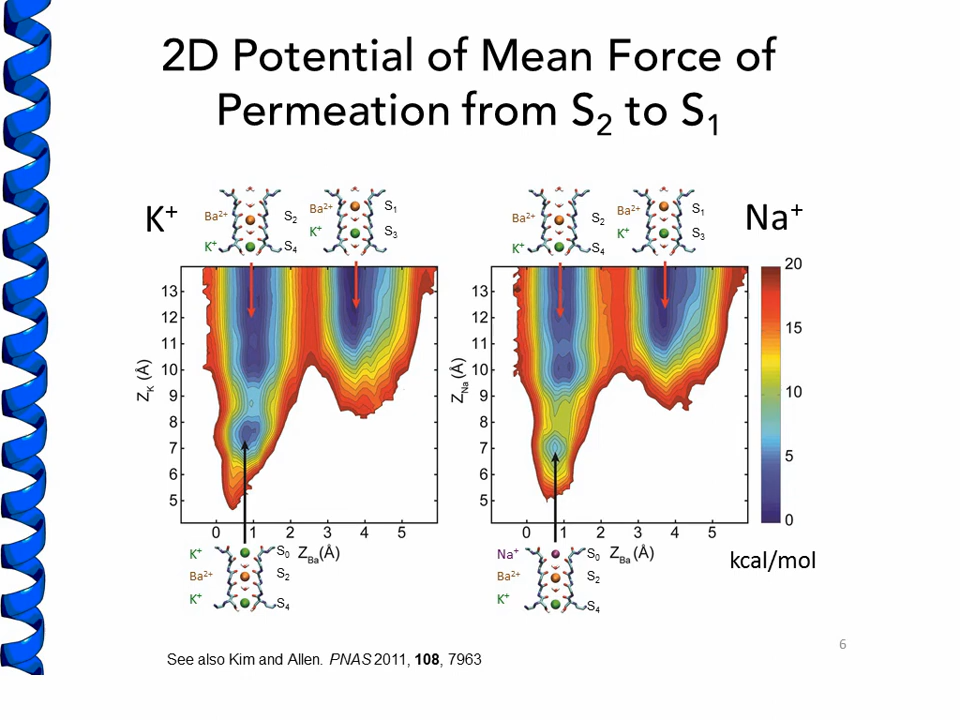 2D Potential of Mean Force of
Permeation from S₂ to S₁
K⁺
Ba²⁺ S₂
K⁺ S₄
Ba²⁺ S₁
K⁺ S₃
Ba²⁺ S₂
K⁺ S₄
Ba²⁺ S₁
K⁺ S₃
Na⁺
Z_K (Å)
13
12
11
10
9
8
7
6
5
0 1 2 3 4 5
Z_Ba(Å)
Z_Na (Å)
13
12
11
10
9
8
7
6
5
0 1 2 3 4 5
Z_Ba (Å)
20
15
10
5
0
kcal/mol
K⁺ S₀
Ba²⁺ S₂
K⁺ S₄
Na⁺ S₀
Ba²⁺ S₂
K⁺ S₄
6
See also Kim and Allen. PNAS 2011, 108, 7963